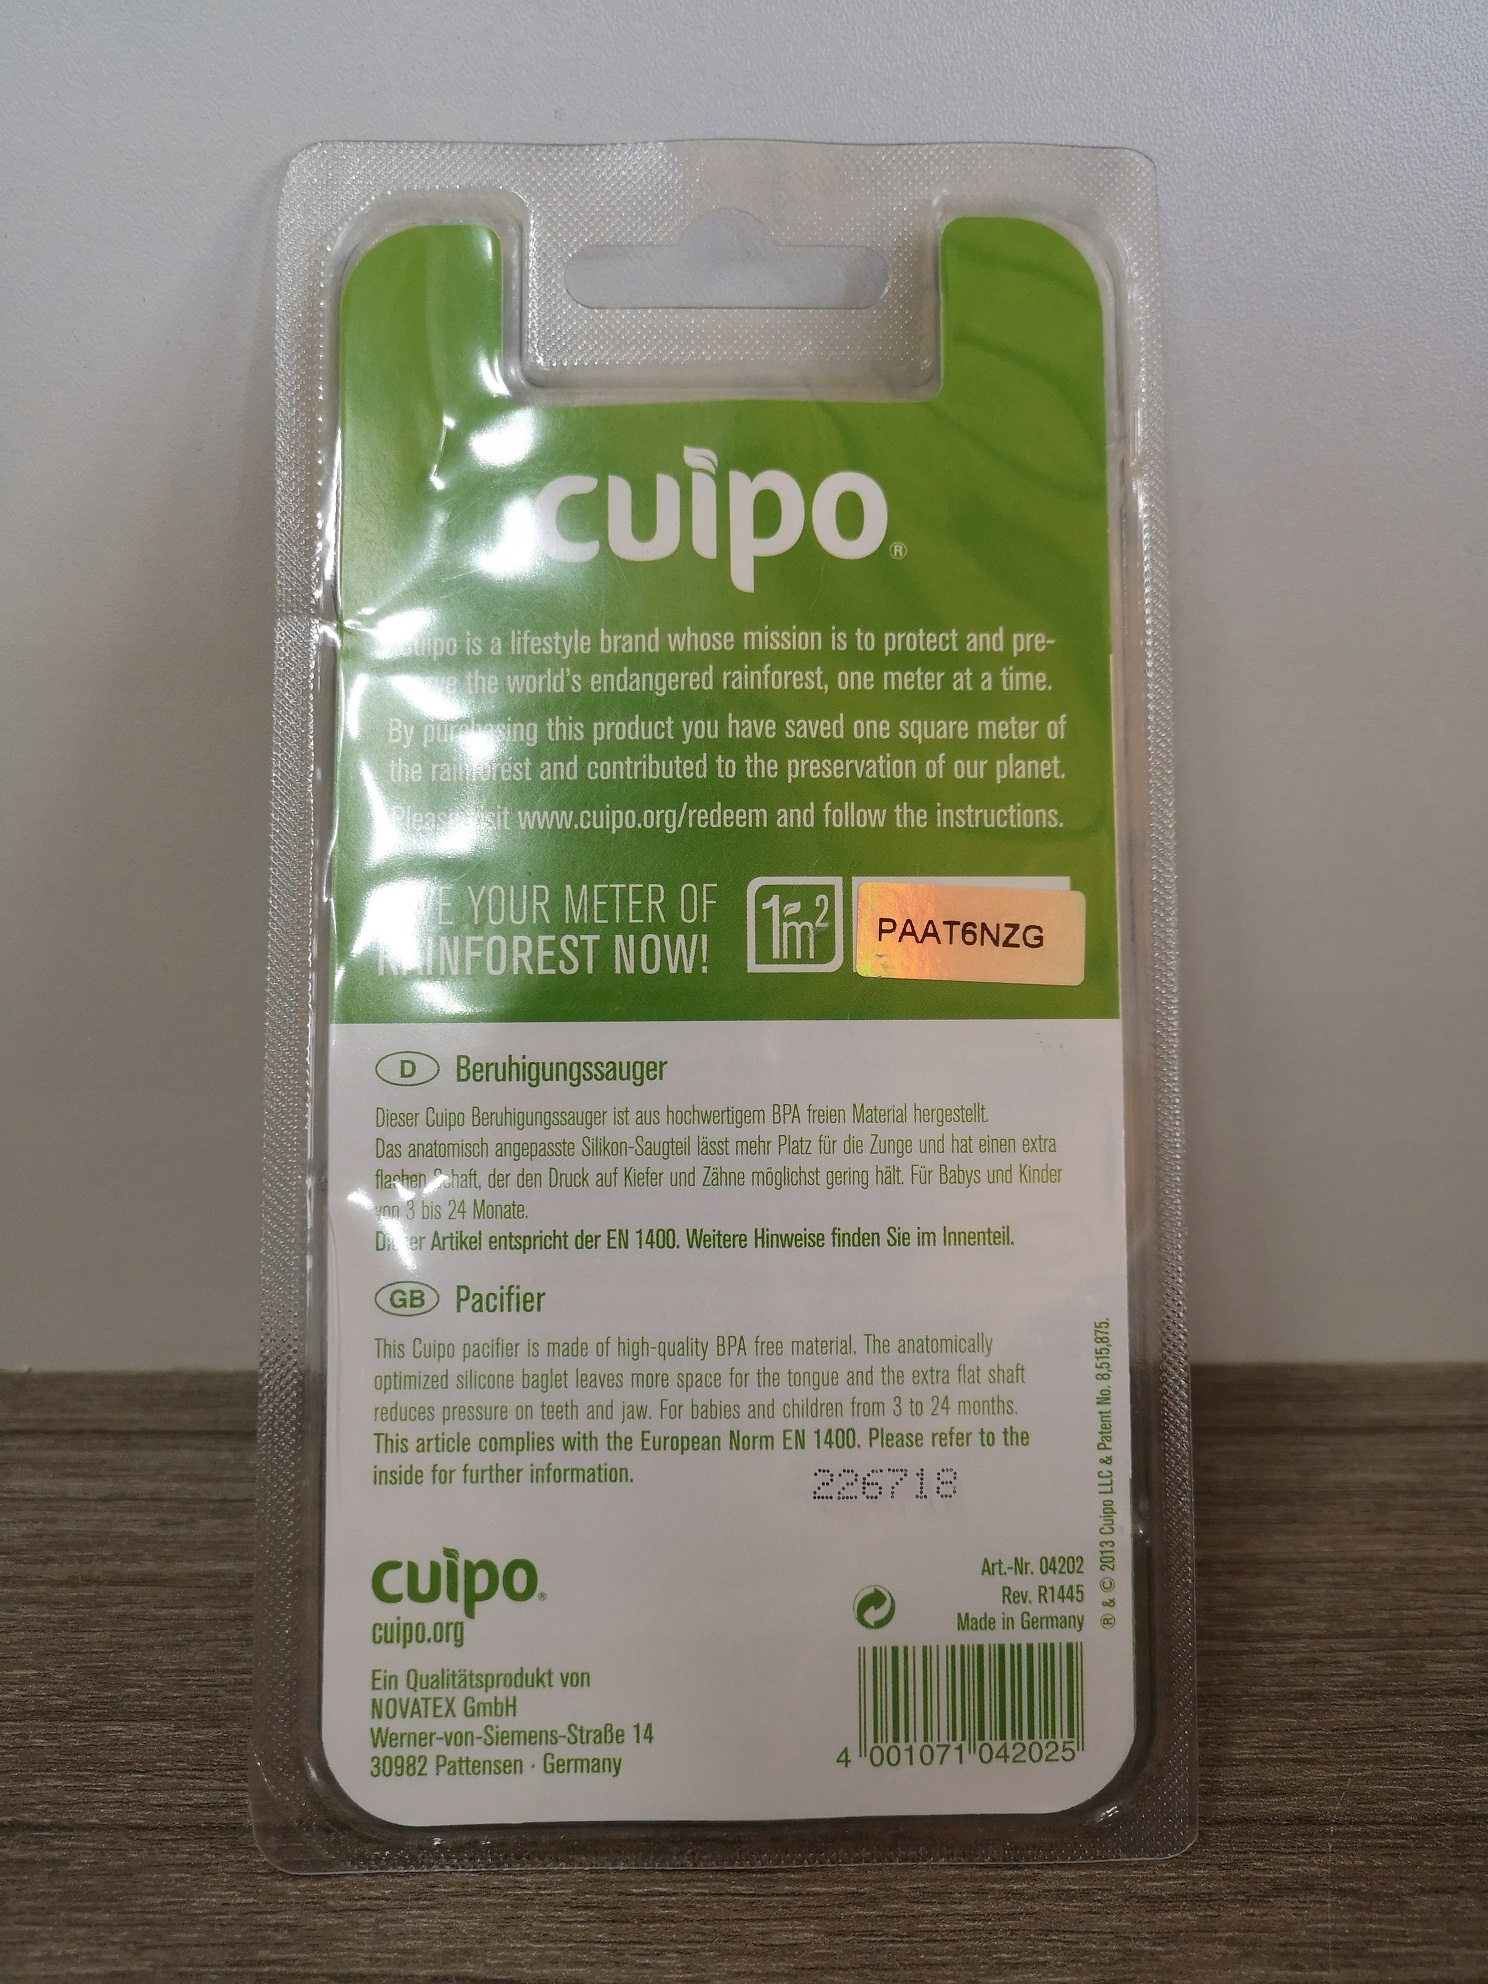 cuipo®
is a lifestyle brand whose mission is to protect and pre-
the world's endangered rainforest, one meter at a time.
By purchasing this product you have saved one square meter of
the rainforest and contributed to the preservation of our planet.
Please visit www.cuipo.org/redeem and follow the instructions.
YOUR METER OF
RAINFOREST NOW!
1m²
PAAT6NZG
D Beruhigungssauger
Dieser Cuipo Beruhigungssauger ist aus hochwertigem BPA freien Material hergestellt.
Das anatomisch angepasste Silikon-Saugteil lässt mehr Platz für die Zunge und hat einen extra
flachen Schaft, der den Druck auf Kiefer und Zähne möglichst gering hält. Für Babys und Kinder
von 3 bis 24 Monate.
Dieser Artikel entspricht der EN 1400. Weitere Hinweise finden Sie im Innenteil.
GB Pacifier
This Cuipo pacifier is made of high-quality BPA free material. The anatomically
optimized silicone baglet leaves more space for the tongue and the extra flat shaft
reduces pressure on teeth and jaw. For babies and children from 3 to 24 months.
This article complies with the European Norm EN 1400. Please refer to the
inside for further information.
226718
® & © 2013 Cuipo LLC & Patent No. 8,515,875.
cuipo®
cuipo.org
Ein Qualitätsprodukt von
NOVATEX GmbH
Werner-von-Siemens-Straße 14
30982 Pattensen · Germany
Art.-Nr. 04202
Rev. R1445
Made in Germany
4 001071 042025